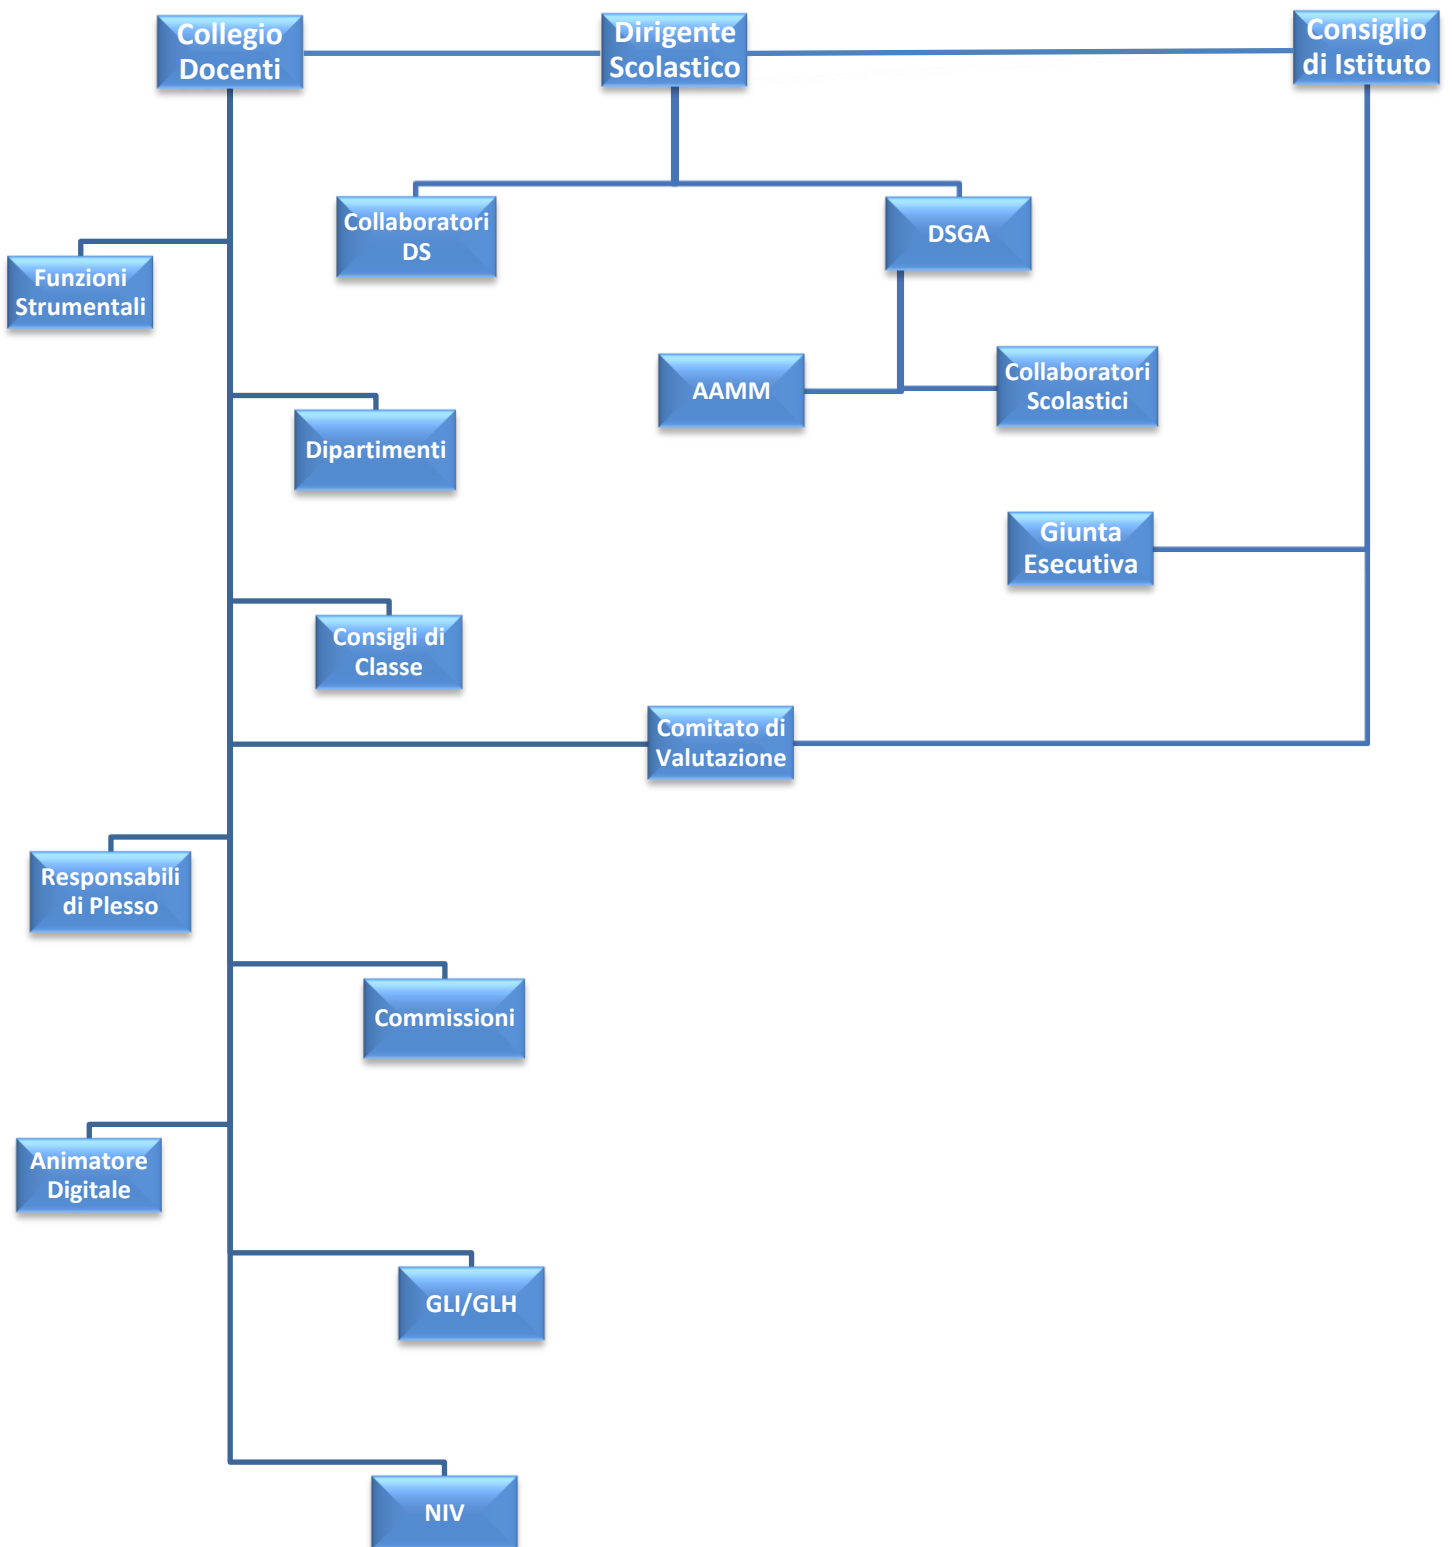 Collegio
Docenti
Dirigente
Scolastico
Consiglio
di Istituto
Collaboratori
DS
DSGA
Funzioni
Strumentali
AAMM
Collaboratori
Scolastici
Dipartimenti
Giunta
Esecutiva
Consigli di
Classe
Comitato di
Valutazione
Responsabili
di Plesso
Commissioni
Animatore
Digitale
GLI/GLH
NIV